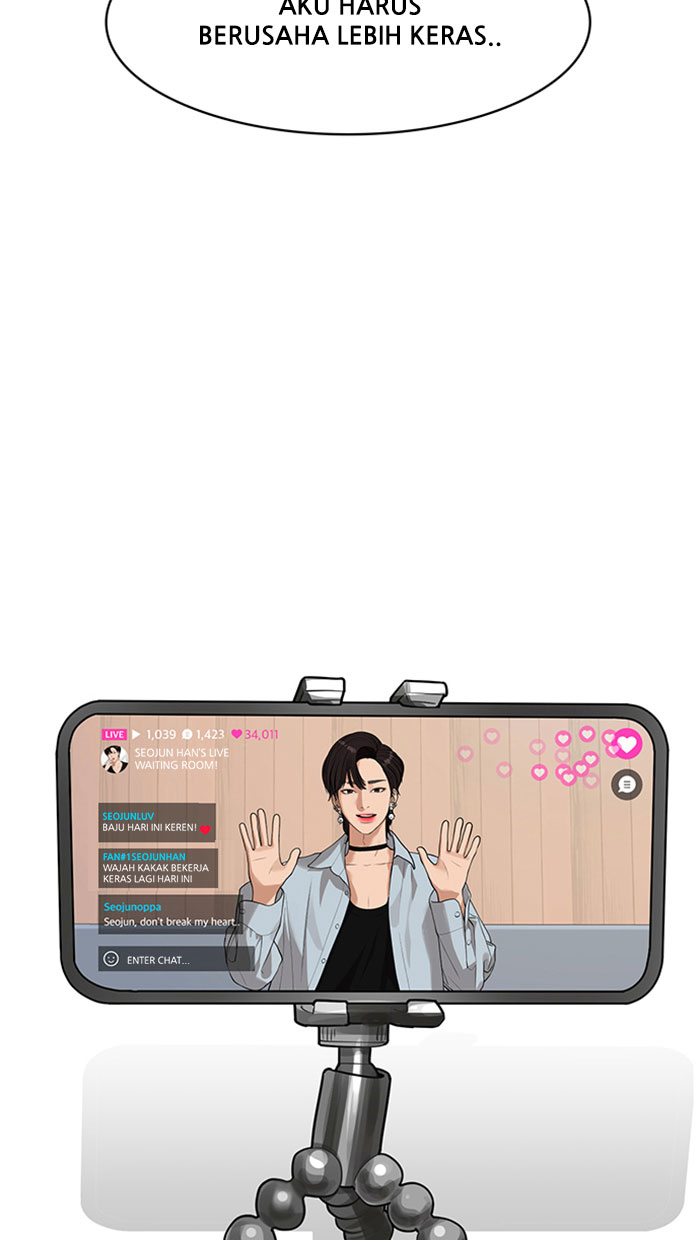 AKU HARUS
BERUSAHA LEBIH KERAS..
LIVE 1,039 1,423 34,011
SEOJUN HAN'S LIVE
WAITING ROOM!
SEOJUNLUV
BAJU HARI INI KEREN!
FAN#1SEOJUNHAN
WAJAH KAKAK BEKERJA
KERAS LAGI HARI INI
Seojunoppa
Seojun, don't break my heart..
ENTER CHAT...